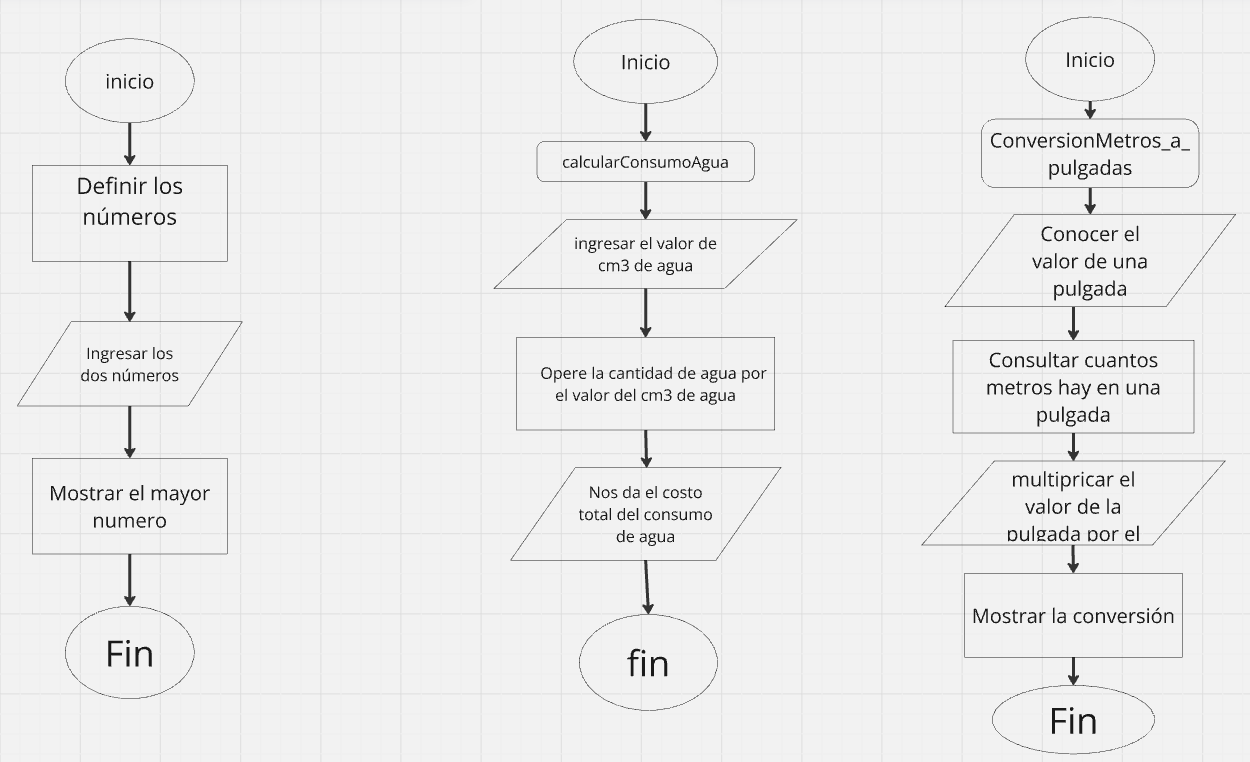 inicio
Definir los
números
Ingresar los
dos números
Mostrar el mayor
numero
Fin
Inicio
calcularConsumoAgua
ingresar el valor de
cm3 de agua
Opere la cantidad de agua por
el valor del cm3 de agua
Nos da el costo
total del consumo
de agua
fin
Inicio
ConversionMetros_a_
pulgadas
Conocer el
valor de una
pulgada
Consultar cuantos
metros hay en una
pulgada
multipricar el
valor de la
pulgada por el
Mostrar la conversión
Fin